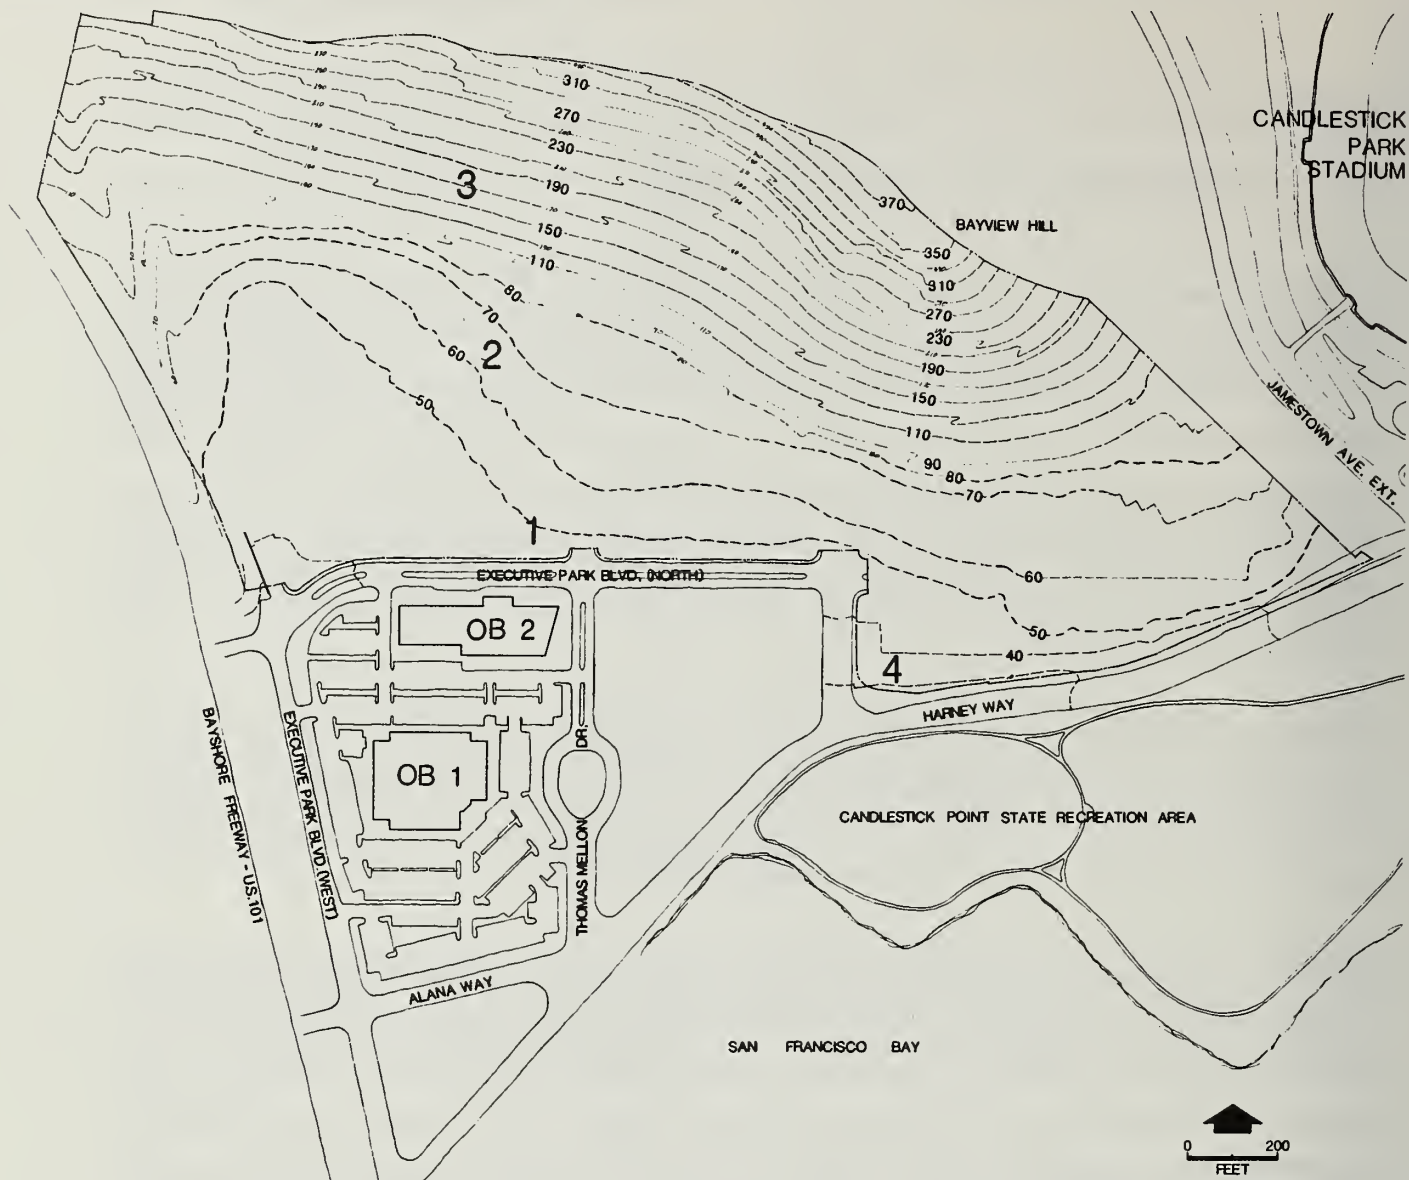 310
270
230
190
150
110
80
70
60
50
3
2
1
CANDLESTICK
PARK
STADIUM
370
BAYVIEW HILL
350
310
270
230
190
150
110
90
80
70
60
50
40
4
JAMESTOWN AVE. EXT.
EXECUTIVE PARK BLVD. (NORTH)
OB 2
HARNEY WAY
BAYSHORE FREEWAY - U.S.101
EXECUTIVE PARK BLVD.(WEST)
OB 1
THOMAS MELLON DR.
CANDLESTICK POINT STATE RECREATION AREA
ALANA WAY
SAN FRANCISCO BAY
0 200
FEET